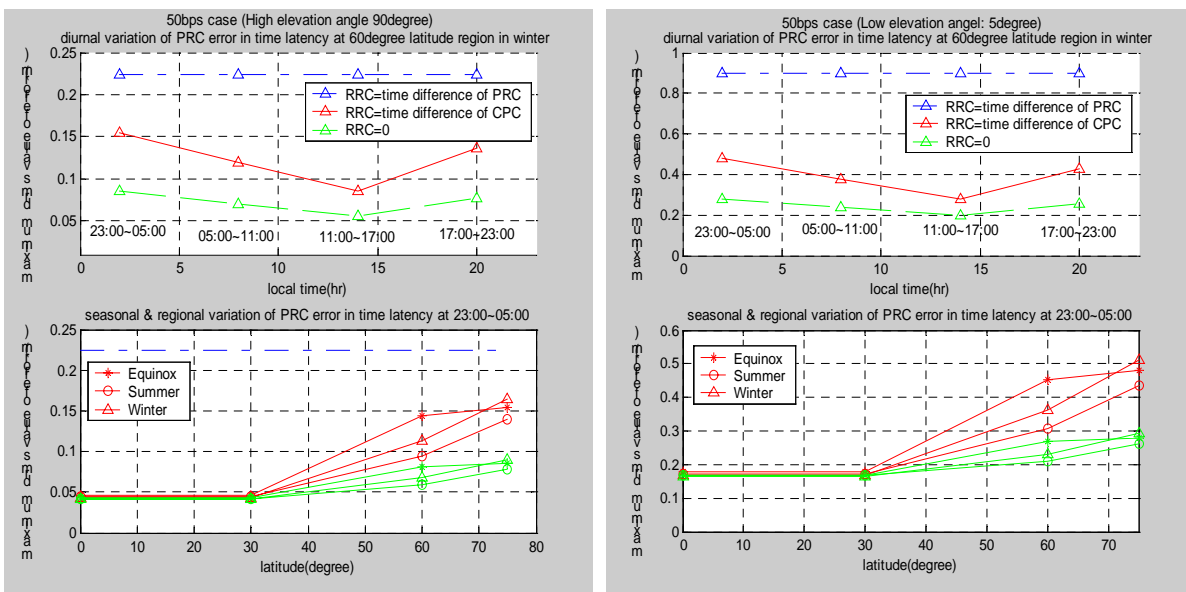 50bps case (High elevation angle 90degree)
diurnal variation of PRC error in time latency at 60degree latitude region in winter
0.25
0.2
0.15
0.1
0.05
RRC=time difference of PRC
RRC=time difference of CPC
RRC=0
23:00~05:00
05:00~11:00
11:00~17:00
17:00~23:00
0 5 10 15 20
local time(hr)
50bps case (Low elevation angel: 5degree)
diurnal variation of PRC error in time latency at 60degree latitude region in winter
1
0.8
0.6
0.4
0.2
0
RRC=time difference of PRC
RRC=time difference of CPC
RRC=0
23:00~05:00
05:00~11:00
11:00~17:00
17:00~23:00
0 5 10 15 20
local time(hr)
seasonal & regional variation of PRC error in time latency at 23:00~05:00
0.25
0.2
0.15
0.1
0.05
0
Equinox
Summer
Winter
0 10 20 30 40 50 60 70 80
latitude(degree)
seasonal & regional variation of PRC error in time latency at 23:00~05:00
0.6
0.5
0.4
0.3
0.2
0.1
0
Equinox
Summer
Winter
0 10 20 30 40 50 60 70
latitude(degree)